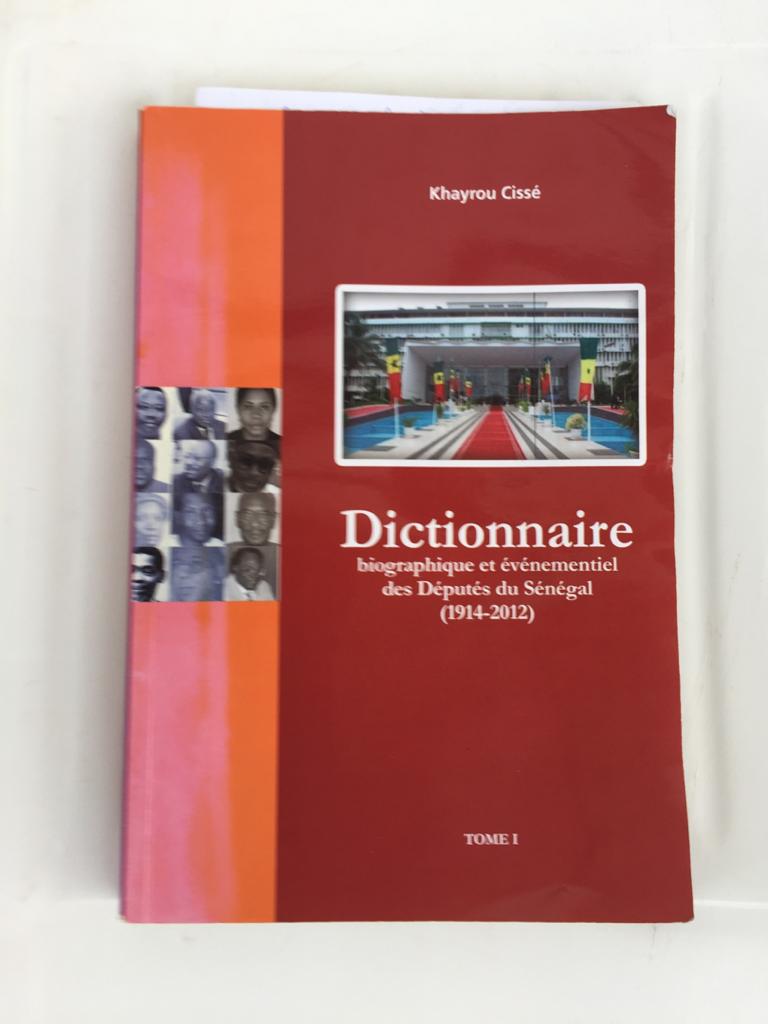 Khayrou Cissé
Dictionnaire
biographique et événementiel
des Députés du Sénégal
(1914-2012)
TOME I